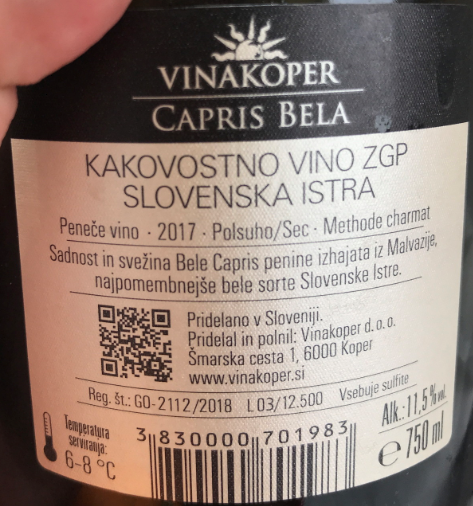 VINAKOPER
CAPRIS BELA
KAKOVOSTNO VINO ZGP
SLOVENSKA ISTRA
Peneče vino · 2017 · Polsuho/Sec · Methode charmat
Sadnost in svežina Bele Capris penine izhajata iz Malvazije,
najpomembnejše bele sorte Slovenske Istre.
Pridelano v Sloveniji.
Pridelal in polnil: Vinakoper d.o.o.
Šmarska cesta 1, 6000 Koper
www.vinakoper.si
Reg. št.: GO-2112/2018 L03/12.500 Vsebuje sulfite
Temperatura
serviranja:
6-8 °C
3 830000 701983
Alk.: 11,5 % vol.
e 750 ml